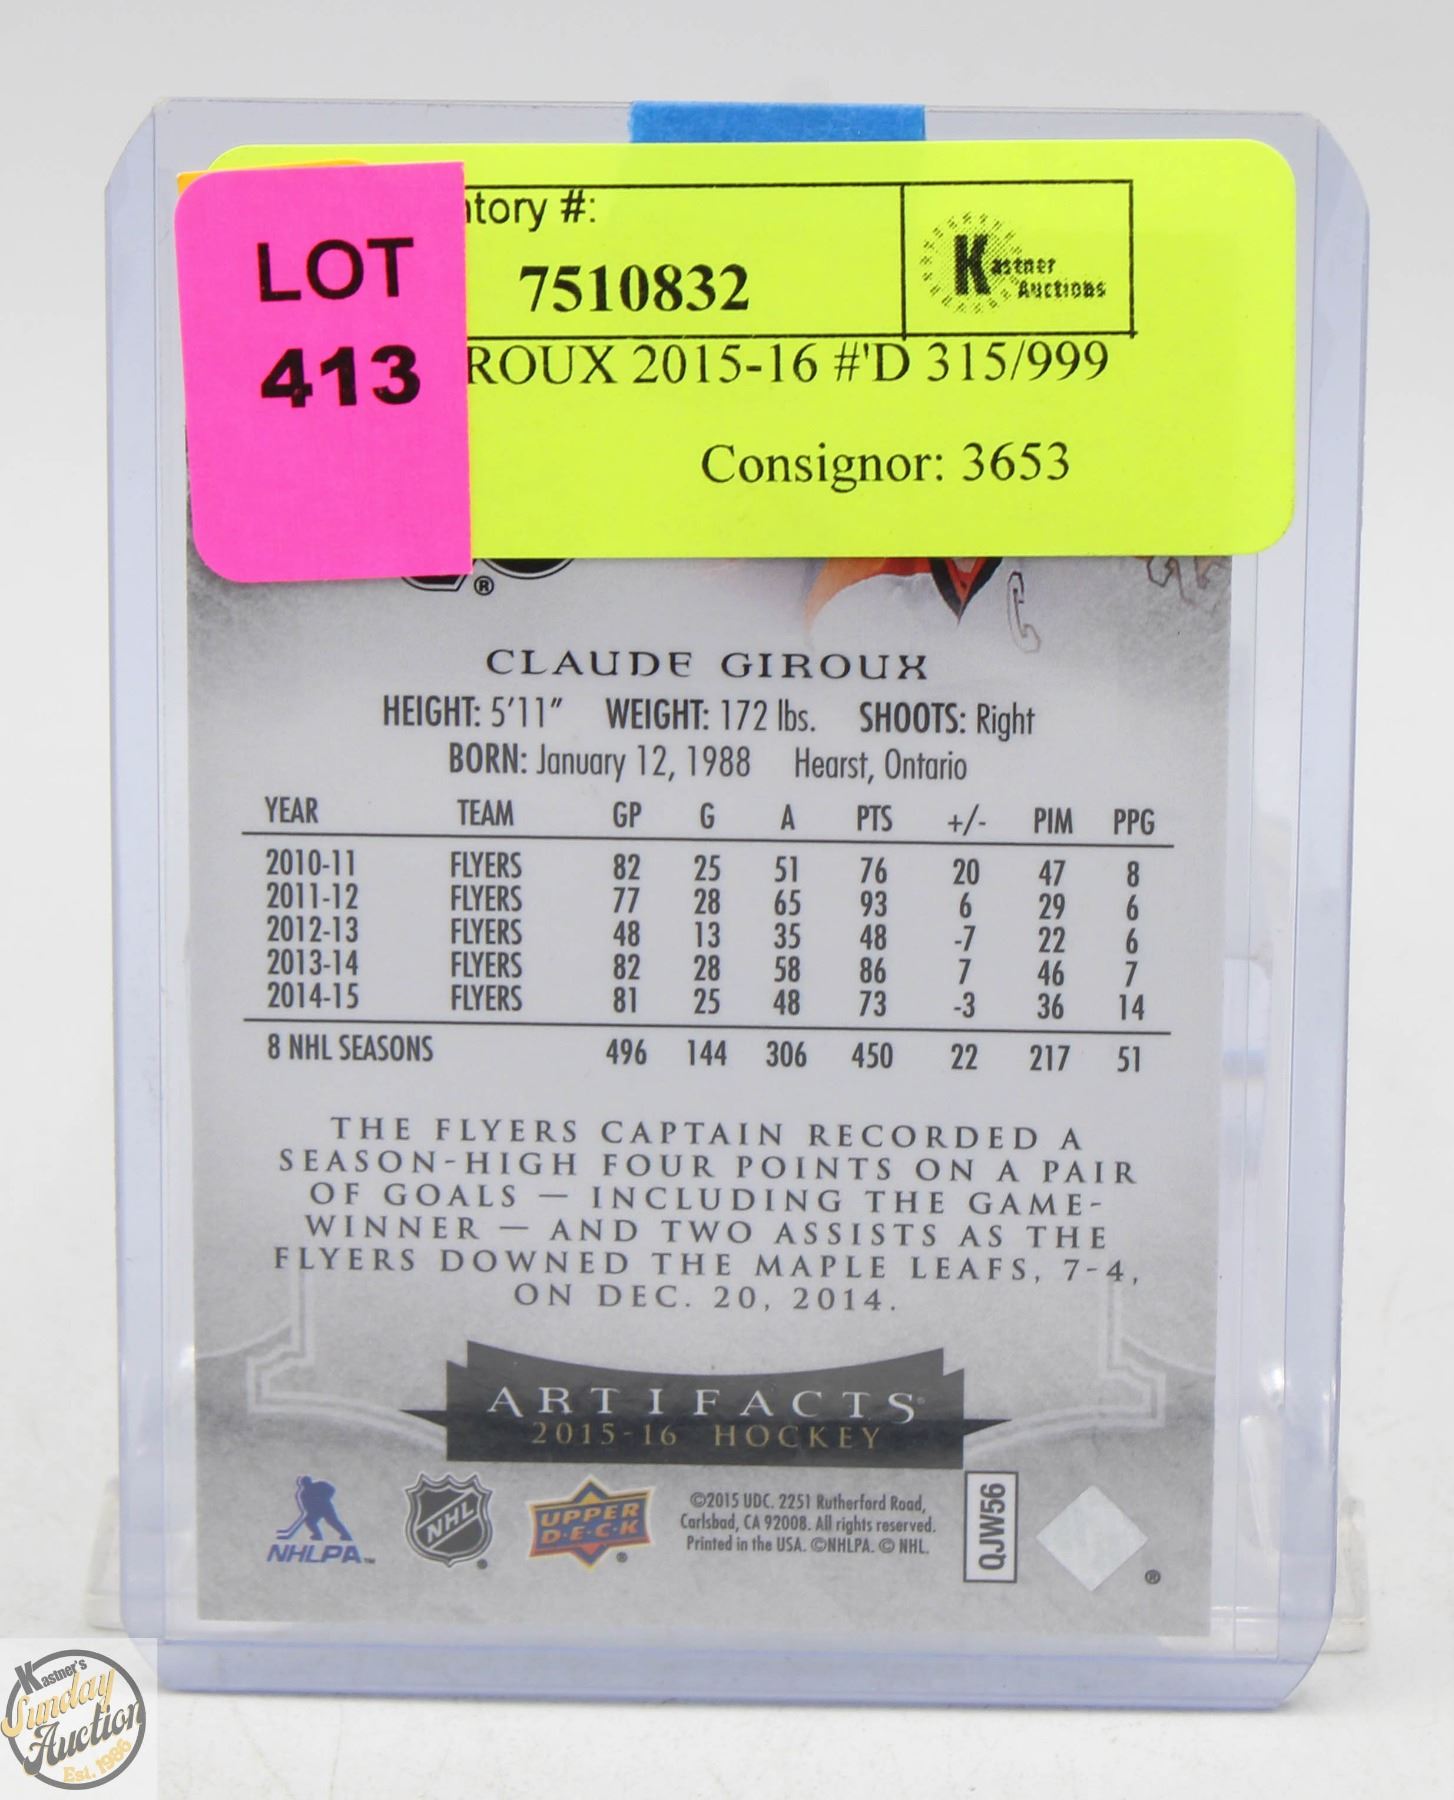 LOT
413
#:
7510832
Kastner
Auctions
2015-16 #'D 315/999
Consignor: 3653
®
CLAUDE GIROUX
HEIGHT: 5'11" WEIGHT: 172 lbs. SHOOTS: Right
BORN: January 12, 1988 Hearst, Ontario
YEAR TEAM GP G A PTS +/- PIM PPG
2010-11 FLYERS 82 25 51 76 20 47 8
2011-12 FLYERS 77 28 65 93 6 29 6
2012-13 FLYERS 48 13 35 48 -7 22 6
2013-14 FLYERS 82 28 58 86 7 46 7
2014-15 FLYERS 81 25 48 73 -3 36 14
8 NHL SEASONS 496 144 306 450 22 217 51
THE FLYERS CAPTAIN RECORDED A
SEASON-HIGH FOUR POINTS ON A PAIR
OF GOALS — INCLUDING THE GAME-
WINNER — AND TWO ASSISTS AS THE
FLYERS DOWNED THE MAPLE LEAFS, 7-4,
ON DEC. 20, 2014.
ARTIFACTS
2015-16 HOCKEY
NHLPA™
NHL
UPPER
D·E·C·K
©2015 UDC. 2251 Rutherford Road,
Carlsbad, CA 92008. All rights reserved.
Printed in the USA. ©NHLPA. © NHL.
QJW56
®
Kastner's
Sunday
Auction
Est. 1986